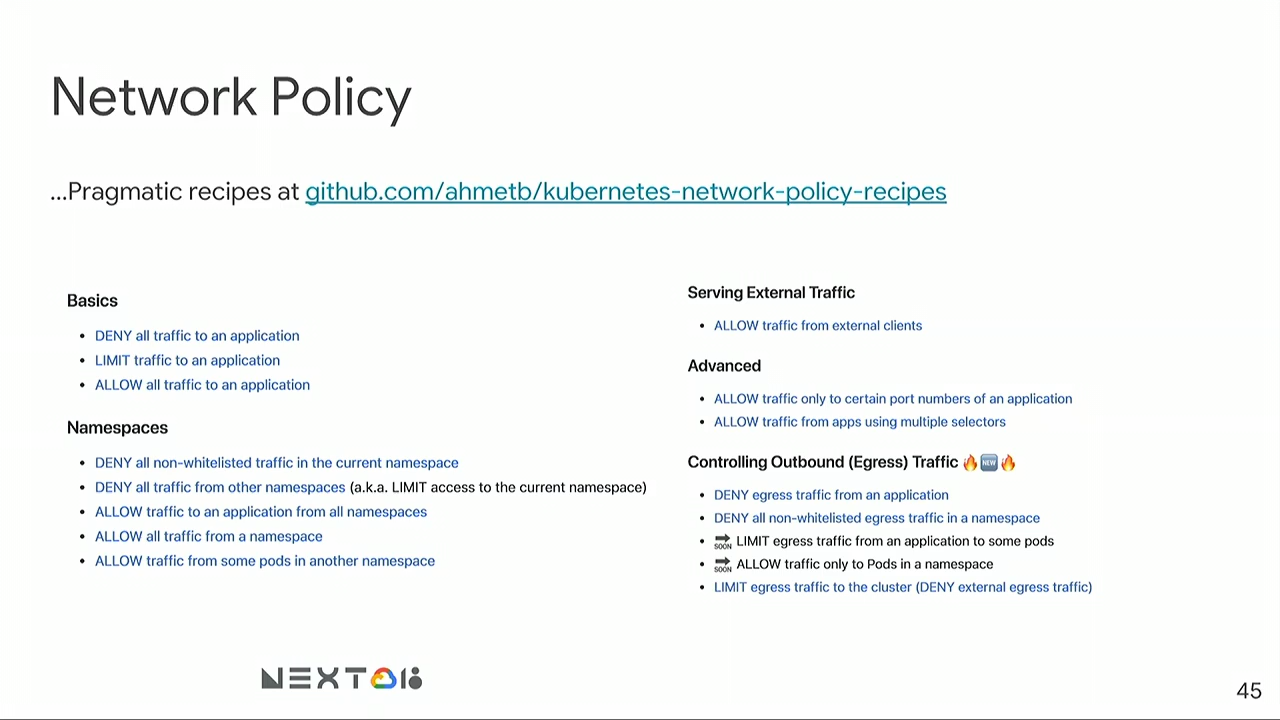 Network Policy
...Pragmatic recipes at github.com/ahmetb/kubernetes-network-policy-recipes
Basics
• DENY all traffic to an application
• LIMIT traffic to an application
• ALLOW all traffic to an application
Namespaces
• DENY all non-whitelisted traffic in the current namespace
• DENY all traffic from other namespaces (a.k.a. LIMIT access to the current namespace)
• ALLOW traffic to an application from all namespaces
• ALLOW all traffic from a namespace
• ALLOW traffic from some pods in another namespace
Serving External Traffic
• ALLOW traffic from external clients
Advanced
• ALLOW traffic only to certain port numbers of an application
• ALLOW traffic from apps using multiple selectors
Controlling Outbound (Egress) Traffic 🔥🆕🔥
• DENY egress traffic from an application
• DENY all non-whitelisted egress traffic in a namespace
• 🔜 LIMIT egress traffic from an application to some pods
• 🔜 ALLOW traffic only to Pods in a namespace
• LIMIT egress traffic to the cluster (DENY external egress traffic)
NEXT 18
45